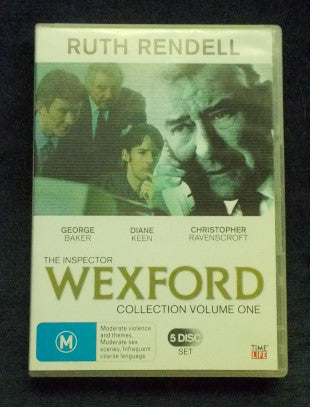 RUTH RENDELL
GEORGE BAKER
DIANE KEEN
CHRISTOPHER RAVENSCROFT
THE INSPECTOR
WEXFORD
COLLECTION VOLUME ONE
M
Moderate violence
and themes,
Moderate sex
scenes, Infrequent
coarse language.
5 DISC
SET
TIME
LIFE